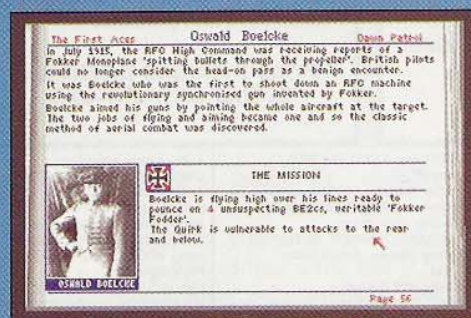 The First Aces Oswald Boelcke Dawn Patrol
In July 1915, the RFC High Command was receiving reports of a
Fokker Monoplane 'spitting bullets through the propeller'. British pilots
could no longer consider the head-on pass as a benign encounter.
It was Boelcke who was the first to shoot down an RFC machine
using the revolutionary synchronised gun invented by Fokker.
Boelcke aimed his guns by pointing the whole aircraft at the target.
The two jobs of flying and aiming became one and so the classic
method of aerial combat was discovered.
THE MISSION
Boelcke is flying high over his lines ready to
pounce on 4 unsuspecting BE2cs, veritable 'Fokker
Fodder'.
The Quirk is vulnerable to attacks to the rear
and below.
OSWALD BOELCKE
Page 56